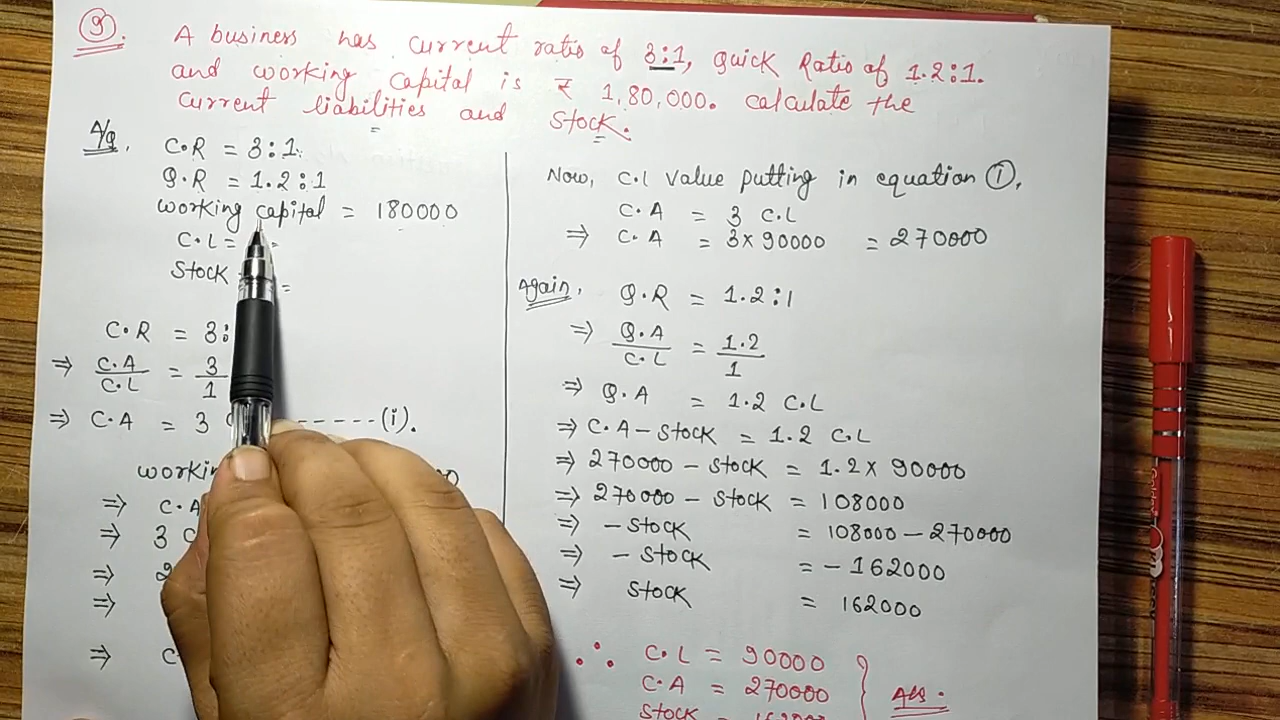 9. A business has current ratio of 3:1, Quick Ratio of 1.2:1.
and working capital is ₹ 1,80,000. calculate the
current liabilities and stock.
A/Q, C.R = 3:1.
Q.R = 1.2:1
working capital = 180000
C.L = =
Stock =
C.R = 3:
⇒ C.A / C.L = 3 / 1
⇒ C.A = 3 C ------(i).
⇒ C.A
⇒ 3 C
⇒ 2
⇒
⇒ C
Now, C.L value putting in equation (i),
C.A = 3 C.L
⇒ C.A = 3 x 90000 = 270000
Again, Q.R = 1.2:1
⇒ Q.A / C.L = 1.2 / 1
⇒ Q.A = 1.2 C.L
⇒ C.A - Stock = 1.2 C.L
⇒ 270000 - Stock = 1.2 x 90000
⇒ 270000 - Stock = 108000
⇒ - Stock = 108000 - 270000
⇒ - Stock = - 162000
⇒ Stock = 162000
∴ C.L = 90000
C.A = 270000 } Ans.
Stock =